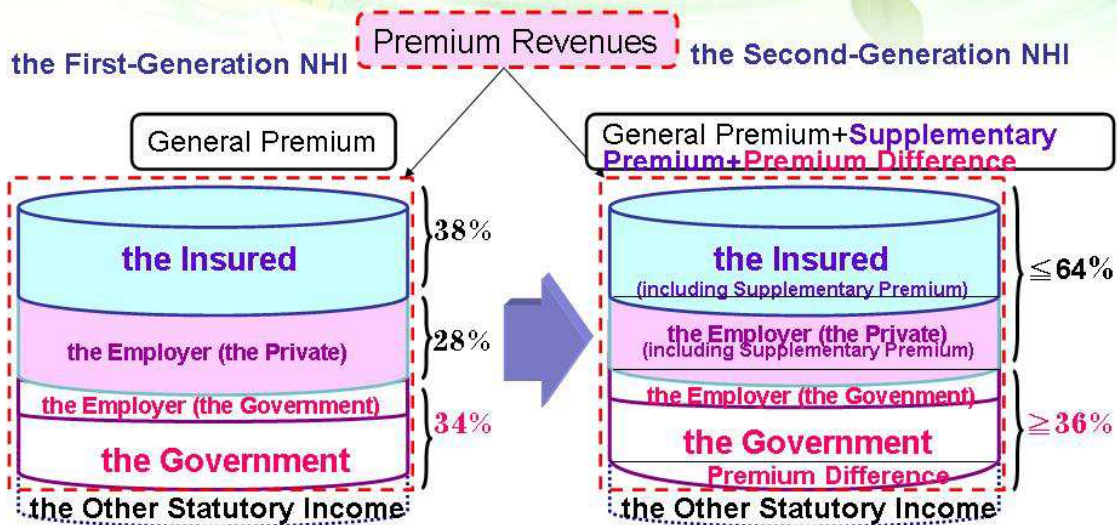 Premium Revenues
the First-Generation NHI
the Second-Generation NHI
General Premium
the Insured
38%
the Employer (the Private)
28%
the Employer (the Government)
34%
the Government
the Other Statutory Income
General Premium+Supplementary
Premium+Premium Difference
the Insured
(including Supplementary Premium)
≦64%
the Employer (the Private)
(including Supplementary Premium)
the Employer (the Govenment)
≧36%
the Government
Premium Difference
the Other Statutory Income